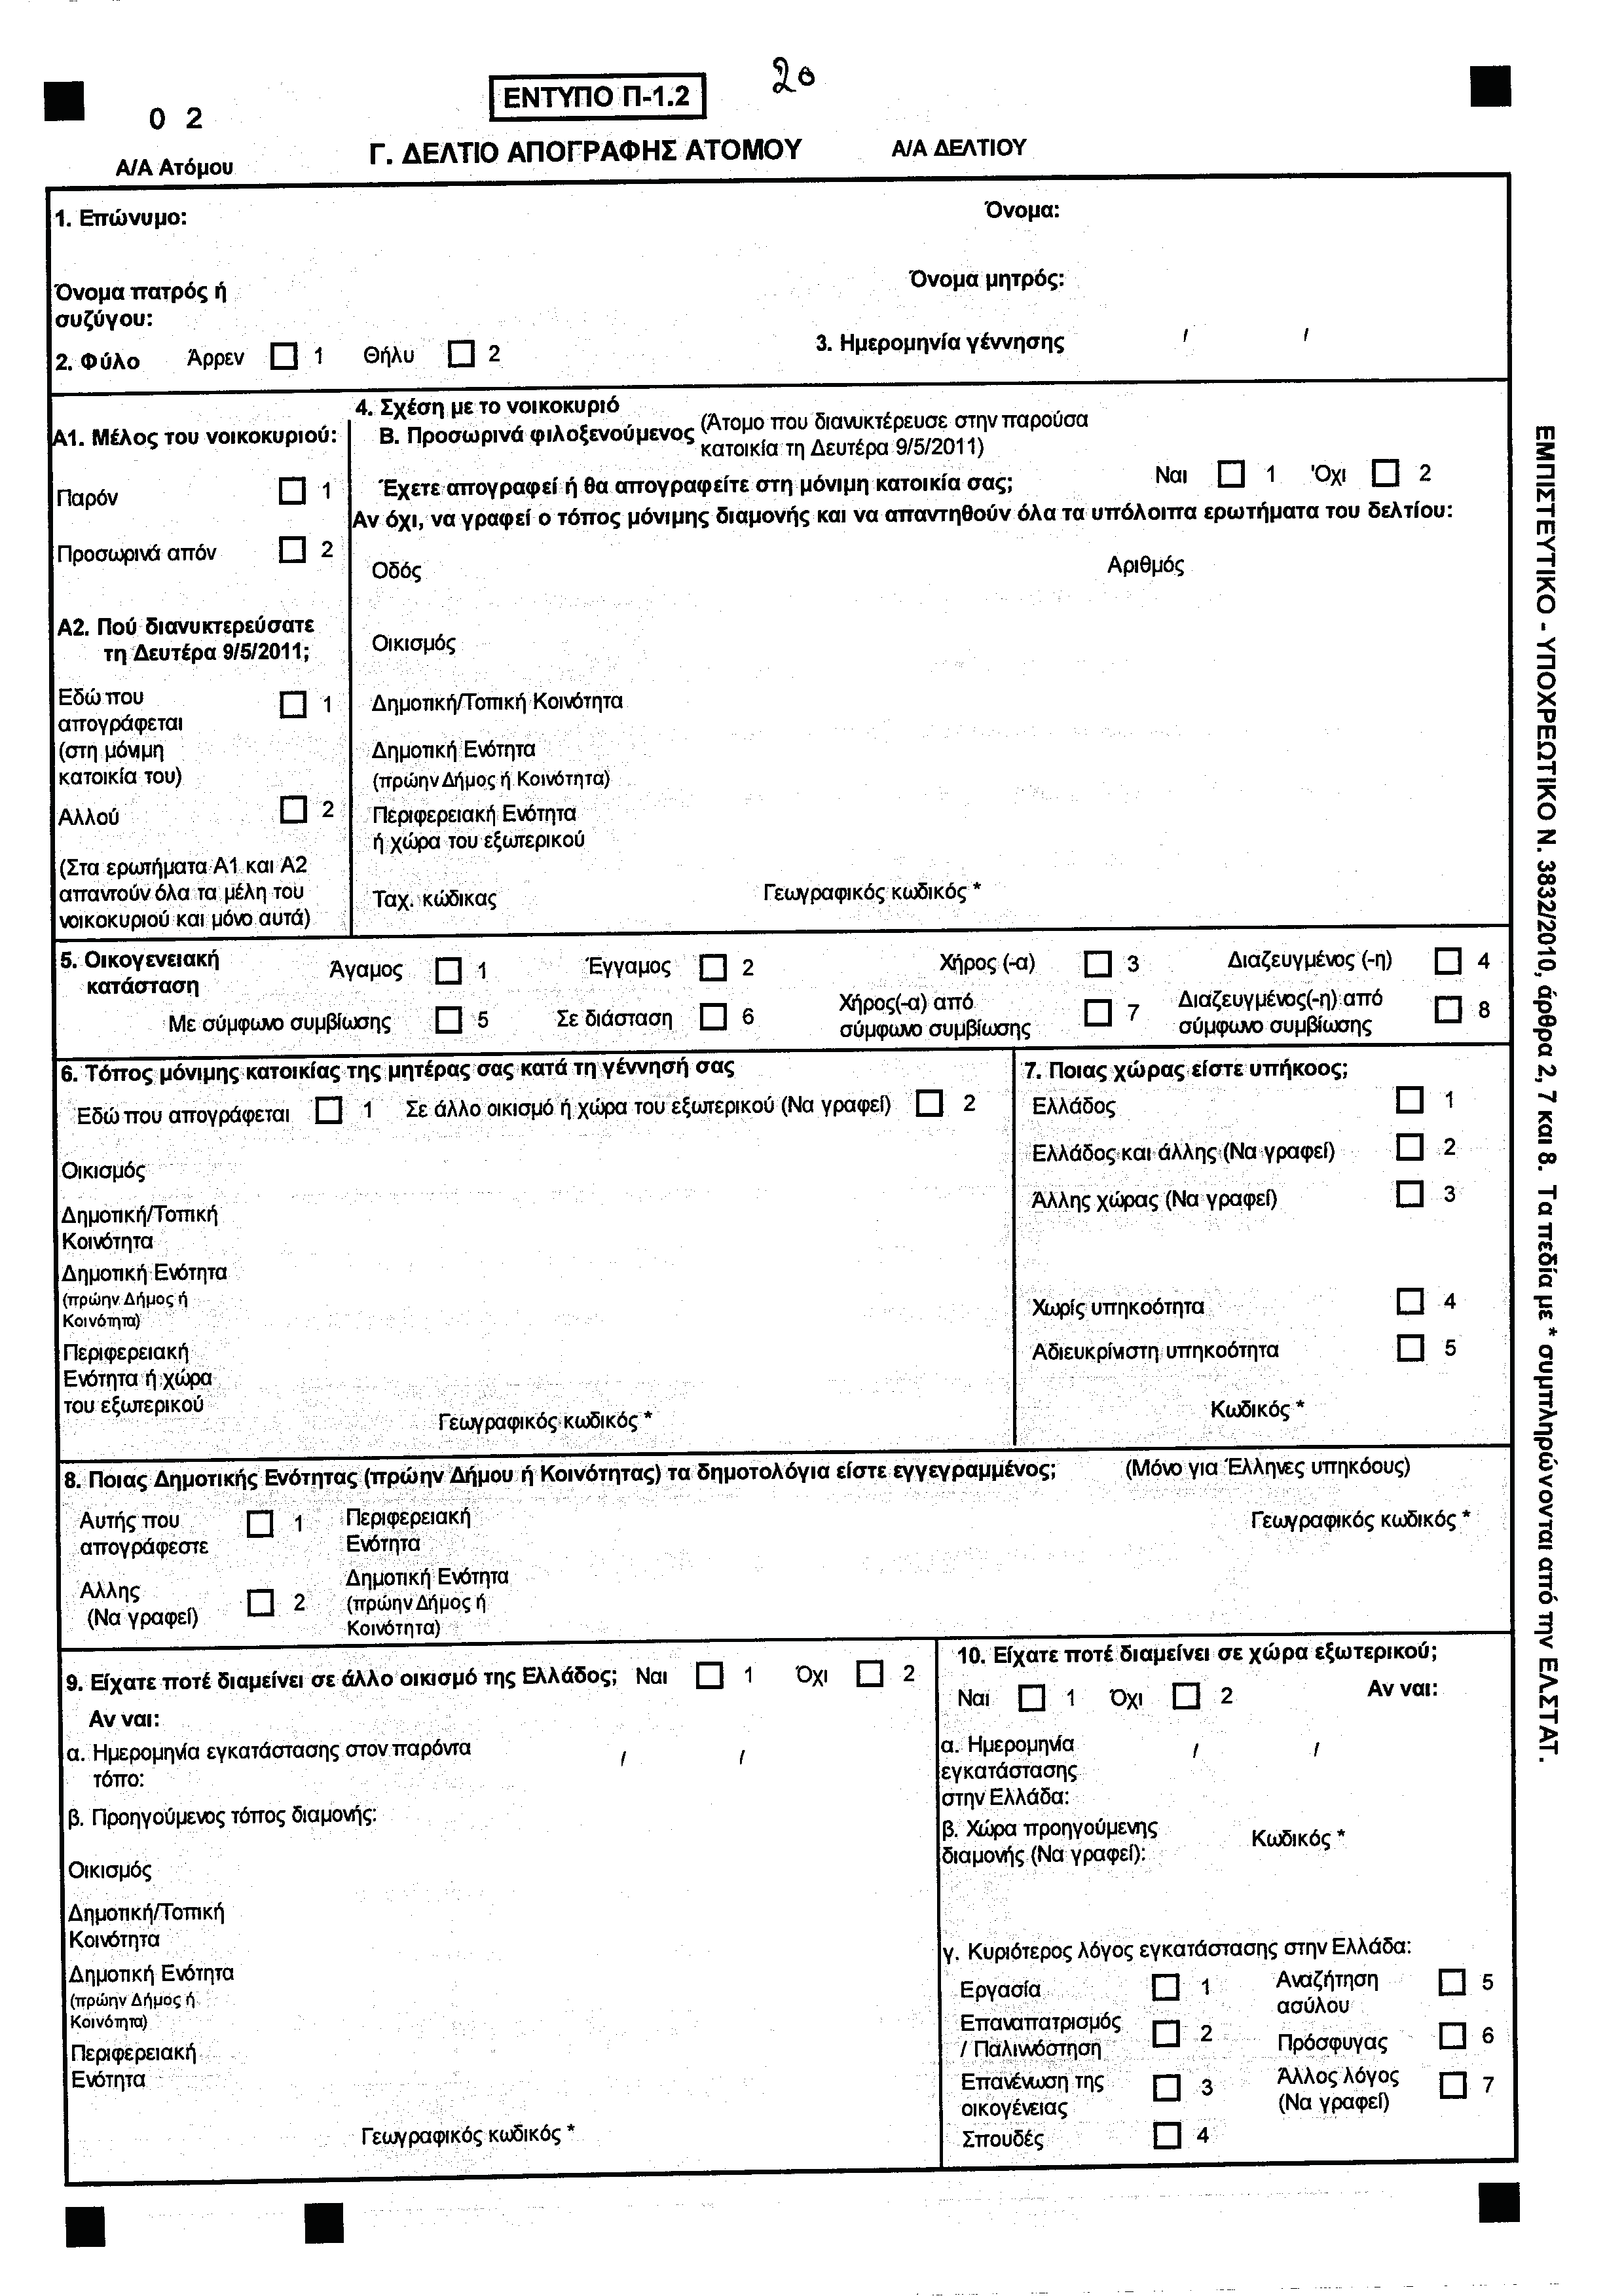 20
ΕΝΤΥΠΟ Π-1.2
0 2
Α/Α Ατόμου
Γ. ΔΕΛΤΙΟ ΑΠΟΓΡΑΦΗΣ ΑΤΟΜΟΥ
Α/Α ΔΕΛΤΙΟΥ
1. Επώνυμο:
Όνομα:
Όνομα πατρός ή
συζύγου:
Όνομα μητρός:
2. Φύλο Άρρεν 1 Θήλυ 2
3. Ημερομηνία γέννησης / /
Α1. Μέλος του νοικοκυριού:
Παρόν 1
Προσωρινά απόν 2
Α2. Πού διανυκτερεύσατε
τη Δευτέρα 9/5/2011;
Εδώ που 1
απογράφεται
(στη μόνιμη
κατοικία του)
Αλλού 2
(Στα ερωτήματα Α1 και Α2
απαντούν όλα τα μέλη του
νοικοκυριού και μόνο αυτά)
4. Σχέση με το νοικοκυριό
Β. Προσωρινά φιλοξενούμενος (Άτομο που διανυκτέρευσε στην παρούσα
κατοικία τη Δευτέρα 9/5/2011)
Έχετε απογραφεί ή θα απογραφείτε στη μόνιμη κατοικία σας; Ναι 1 Όχι 2
Αν όχι, να γραφεί ο τόπος μόνιμης διαμονής και να απαντηθούν όλα τα υπόλοιπα ερωτήματα του δελτίου:
Οδός Αριθμός
Οικισμός
Δημοτική/Τοπική Κοινότητα
Δημοτική Ενότητα
(πρώην Δήμος ή Κοινότητα)
Περιφερειακή Ενότητα
ή χώρα του εξωτερικού
Ταχ. κώδικας Γεωγραφικός κωδικός *
5. Οικογενειακή
κατάσταση
Άγαμος 1 Έγγαμος 2 Χήρος (-α) 3 Διαζευγμένος (-η) 4
Με σύμφωνο συμβίωσης 5 Σε διάσταση 6 Χήρος(-α) από
σύμφωνο συμβίωσης 7 Διαζευγμένος(-η) από
σύμφωνο συμβίωσης 8
6. Τόπος μόνιμης κατοικίας της μητέρας σας κατά τη γέννησή σας
Εδώ που απογράφεται 1 Σε άλλο οικισμό ή χώρα του εξωτερικού (Να γραφεί) 2
Οικισμός
Δημοτική/Τοπική
Κοινότητα
Δημοτική Ενότητα
(πρώην Δήμος ή
Κοινότητα)
Περιφερειακή
Ενότητα ή χώρα
του εξωτερικού
Γεωγραφικός κωδικός *
7. Ποιας χώρας είστε υπήκοος;
Ελλάδος 1
Ελλάδος και άλλης (Να γραφεί) 2
Άλλης χώρας (Να γραφεί) 3
Χωρίς υπηκοότητα 4
Αδιευκρίνιστη υπηκοότητα 5
Κωδικός *
8. Ποιας Δημοτικής Ενότητας (πρώην Δήμου ή Κοινότητας) τα δημοτολόγια είστε εγγεγραμμένος; (Μόνο για Έλληνες υπηκόους)
Αυτής που
απογράφεστε 1
Αλλης
(Να γραφεί) 2
Περιφερειακή
Ενότητα
Δημοτική Ενότητα
(πρώην Δήμος ή
Κοινότητα)
Γεωγραφικός κωδικός *
9. Είχατε ποτέ διαμείνει σε άλλο οικισμό της Ελλάδος; Ναι 1 Όχι 2
Αν ναι:
α. Ημερομηνία εγκατάστασης στον παρόντα / /
τόπο:
β. Προηγούμενος τόπος διαμονής:
Οικισμός
Δημοτική/Τοπική
Κοινότητα
Δημοτική Ενότητα
(πρώην Δήμος ή
Κοινότητα)
Περιφερειακή
Ενότητα
Γεωγραφικός κωδικός *
10. Είχατε ποτέ διαμείνει σε χώρα εξωτερικού;
Ναι 1 Όχι 2 Αν ναι:
α. Ημερομηνία / /
εγκατάστασης
στην Ελλάδα:
β. Χώρα προηγούμενης
διαμονής (Να γραφεί): Κωδικός *
γ. Κυριότερος λόγος εγκατάστασης στην Ελλάδα:
Εργασία 1
Επαναπατρισμός
/ Παλιννόστηση 2
Επανένωση της
οικογένειας 3
Σπουδές 4
Αναζήτηση
ασύλου 5
Πρόσφυγας 6
Άλλος λόγος
(Να γραφεί) 7
ΕΜΠΙΣΤΕΥΤΙΚΟ - ΥΠΟΧΡΕΩΤΙΚΟ Ν. 3832/2010, άρθρα 2, 7 και 8. Τα πεδία με * συμπληρώνονται από την ΕΛΣΤΑΤ.